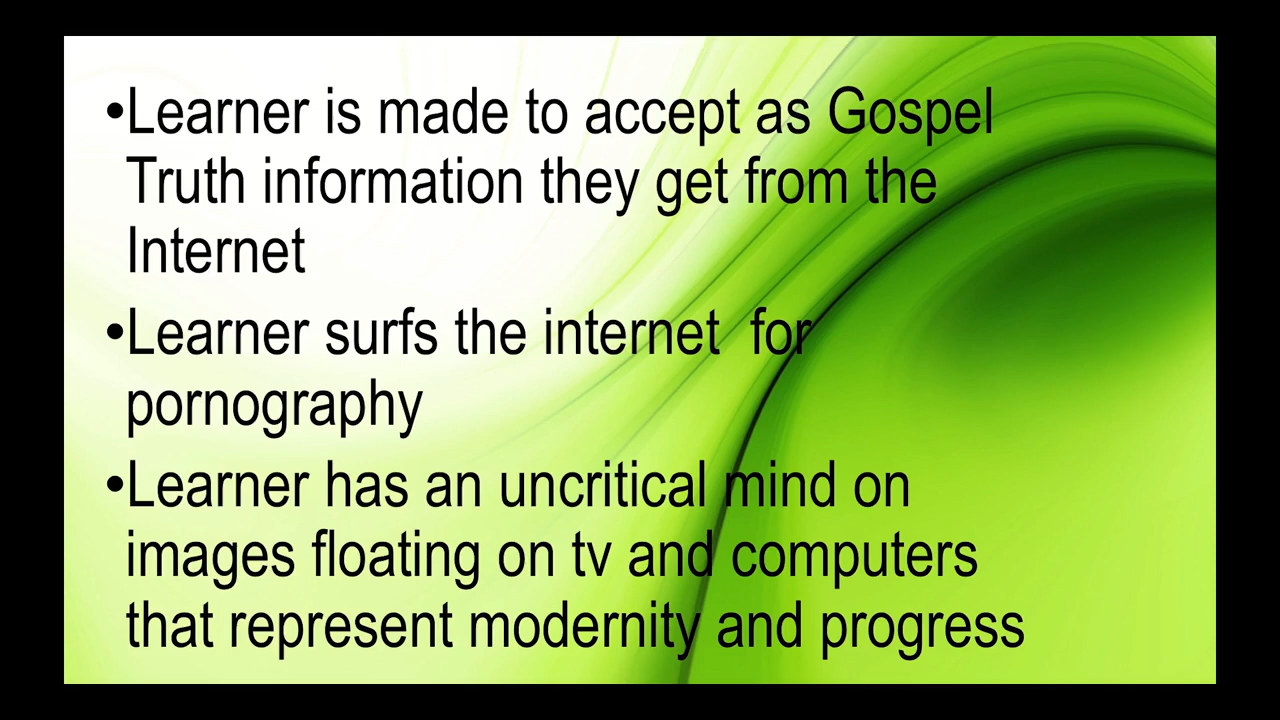 •Learner is made to accept as Gospel
Truth information they get from the
Internet
•Learner surfs the internet  for
pornography
•Learner has an uncritical mind on
images floating on tv and computers
that represent modernity and progress